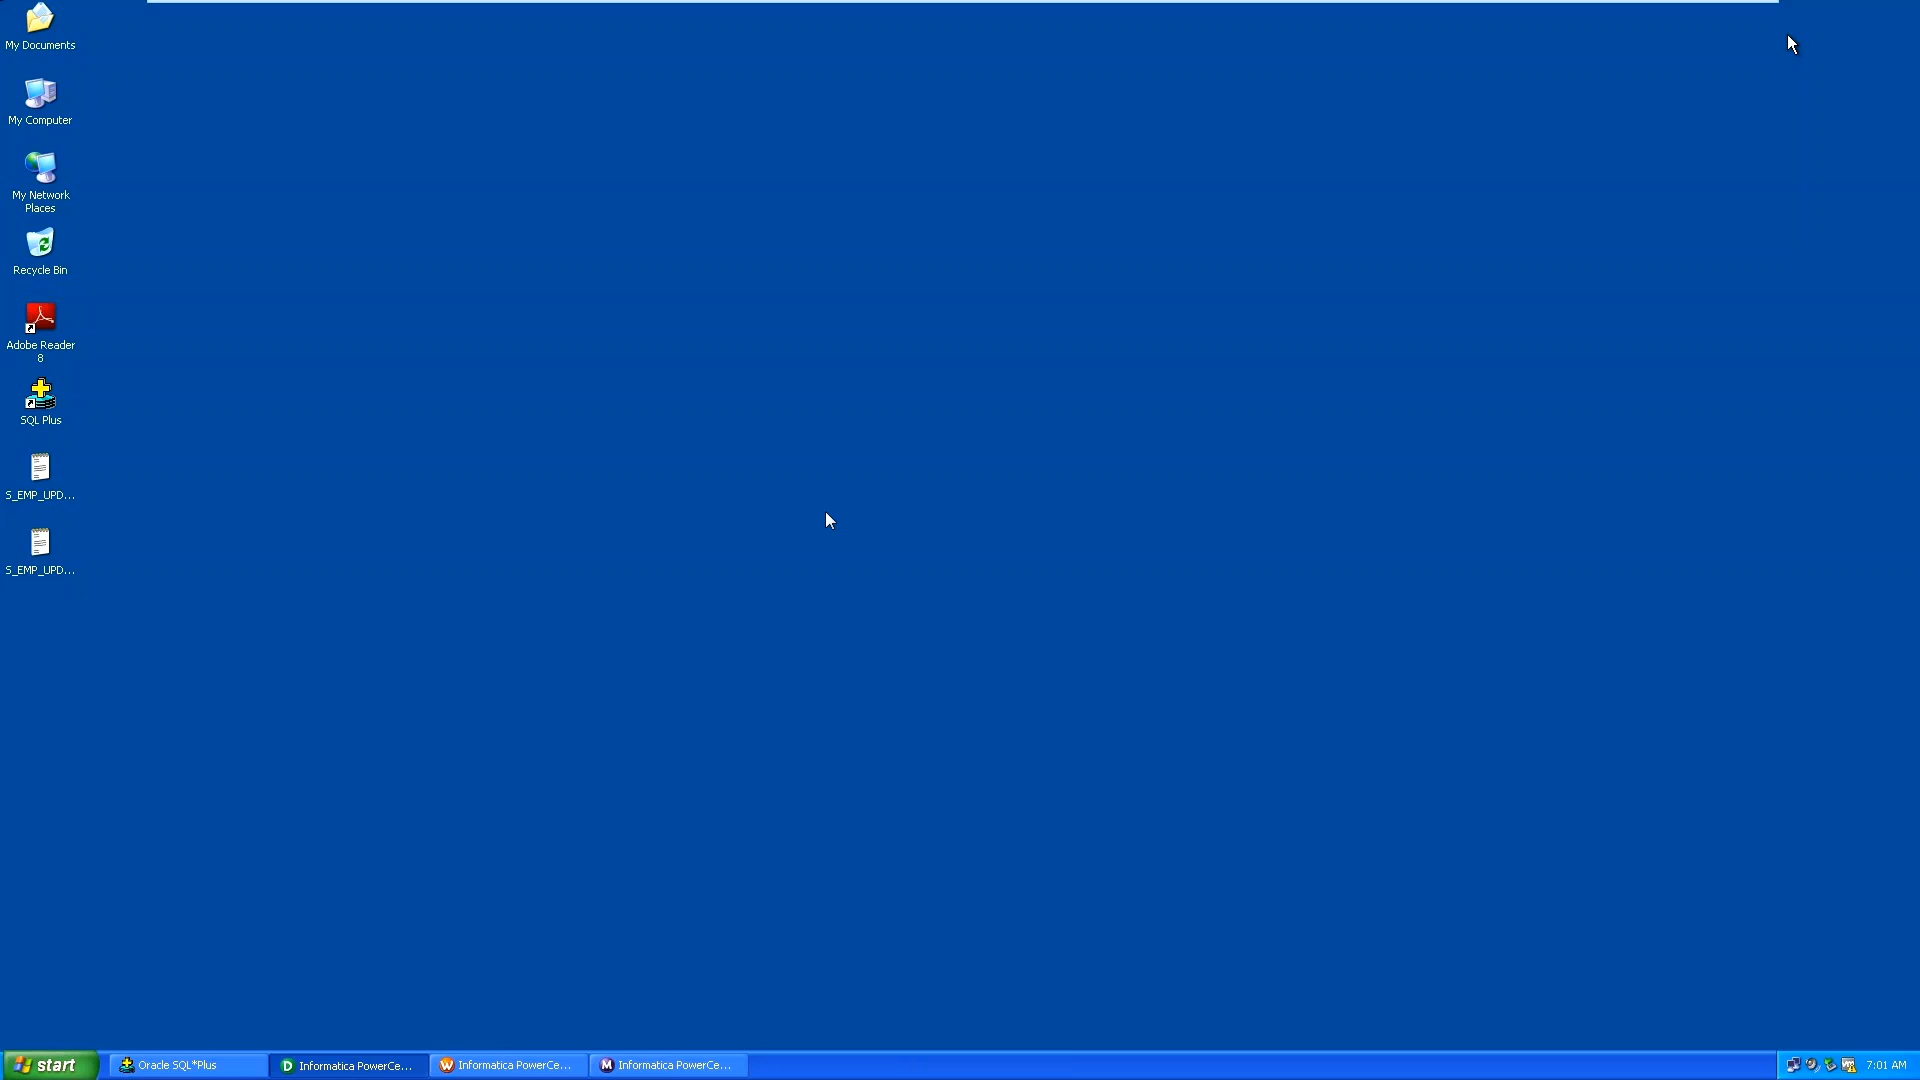 My Documents
My Computer
My Network
Places
Recycle Bin
Adobe Reader
8
SQL Plus
S_EMP_UPD...
S_EMP_UPD...
start
Oracle SQL*Plus
D Informatica PowerCe...
W Informatica PowerCe...
M Informatica PowerCe...
7:01 AM